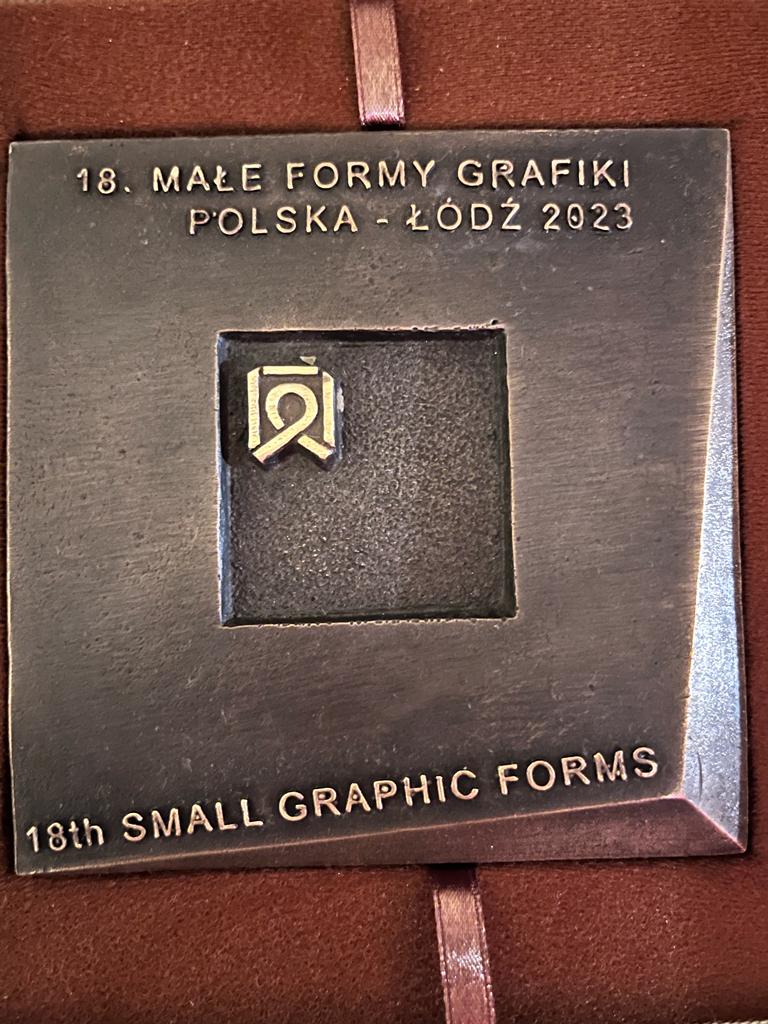 18. MAŁE FORMY GRAFIKI
POLSKA - ŁÓDŹ 2023
18th SMALL GRAPHIC FORMS